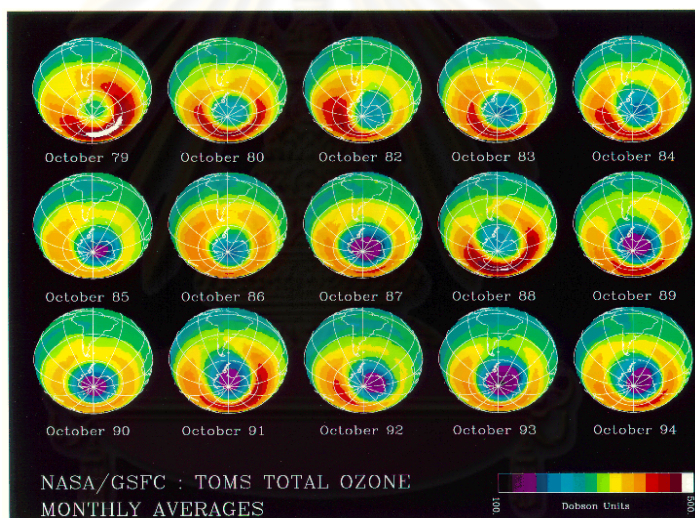 October 79 October 80 October 82 October 83 October 84
October 85 October 86 October 87 October 88 October 89
October 90 October 91 October 92 October 93 October 94
NASA/GSFC : TOMS TOTAL OZONE
MONTHLY AVERAGES
100. 500.
Dobson Units